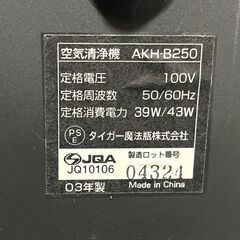 空気清浄機 AKH-B250
定格電圧 100V
定格周波数 50/60Hz
定格消費電力 39W/43W
PS
E
タイガー魔法瓶株式会社
JQA
JQ10106
製造ロット番号
04324
03年製
Made in China